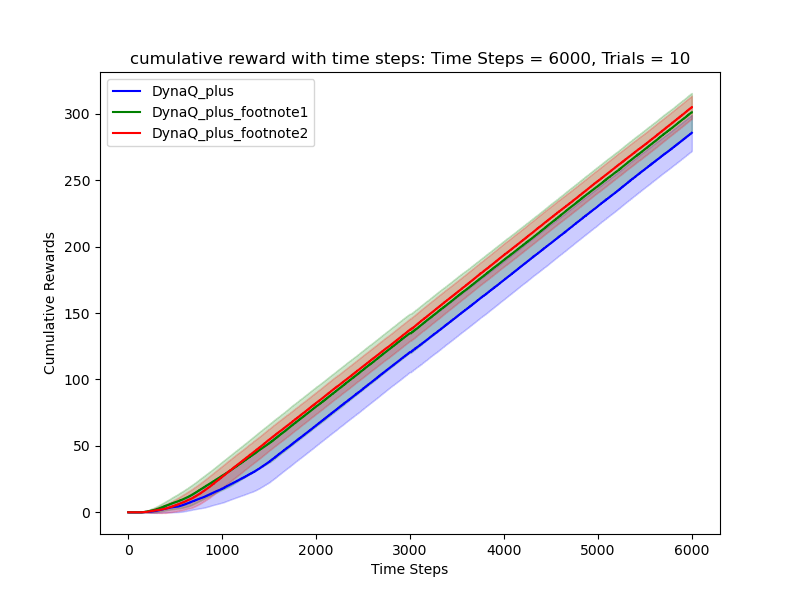 cumulative reward with time steps: Time Steps = 6000, Trials = 10
DynaQ_plus
DynaQ_plus_footnote1
DynaQ_plus_footnote2
300
250
200
150
100
50
0
Cumulative Rewards
0 1000 2000 3000 4000 5000 6000
Time Steps